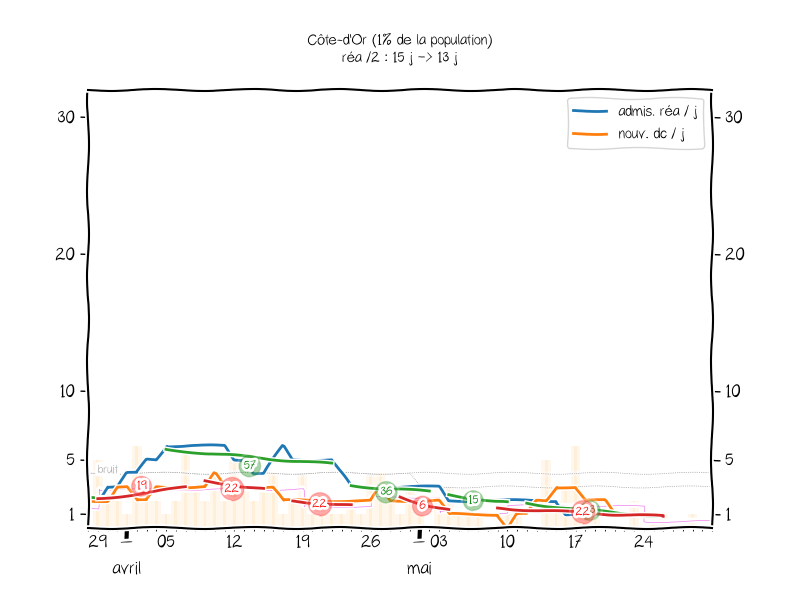 Côte-d'Or (1% de la population)
réa /2 : 15 j -> 13 j
admis. réa / j
nouv. dc / j
30 30
20 20
10 10
5 5
1 1
bruit
57
19
22
36
22
6
15
22
29 05 12 19 26 03 10 17 24
avril mai